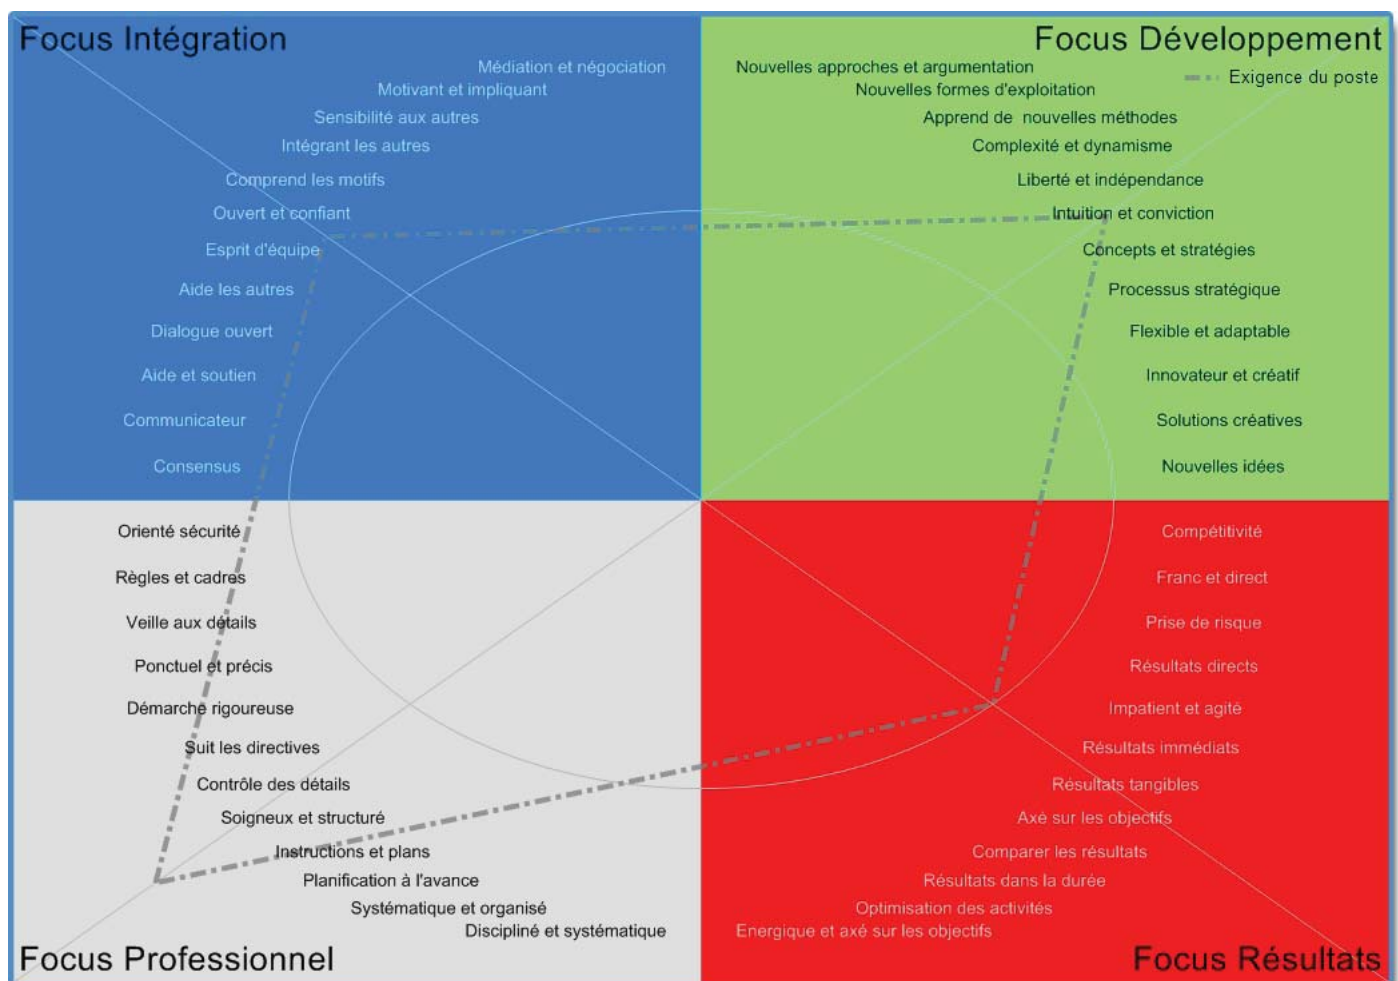 Focus Intégration
Médiation et négociation
Motivant et impliquant
Sensibilité aux autres
Intégrant les autres
Comprend les motifs
Ouvert et confiant
Esprit d'équipe
Aide les autres
Dialogue ouvert
Aide et soutien
Communicateur
Consensus
Focus Développement
Exigence du poste
Nouvelles approches et argumentation
Nouvelles formes d'exploitation
Apprend de nouvelles méthodes
Complexité et dynamisme
Liberté et indépendance
Intuition et conviction
Concepts et stratégies
Processus stratégique
Flexible et adaptable
Innovateur et créatif
Solutions créatives
Nouvelles idées
Orienté sécurité
Règles et cadres
Veille aux détails
Ponctuel et précis
Démarche rigoureuse
Suit les directives
Contrôle des détails
Soigneux et structuré
Instructions et plans
Planification à l'avance
Systématique et organisé
Discipliné et systématique
Focus Professionnel
Compétitivité
Franc et direct
Prise de risque
Résultats directs
Impatient et agité
Résultats immédiats
Résultats tangibles
Axé sur les objectifs
Comparer les résultats
Résultats dans la durée
Optimisation des activités
Energique et axé sur les objectifs
Focus Résultats